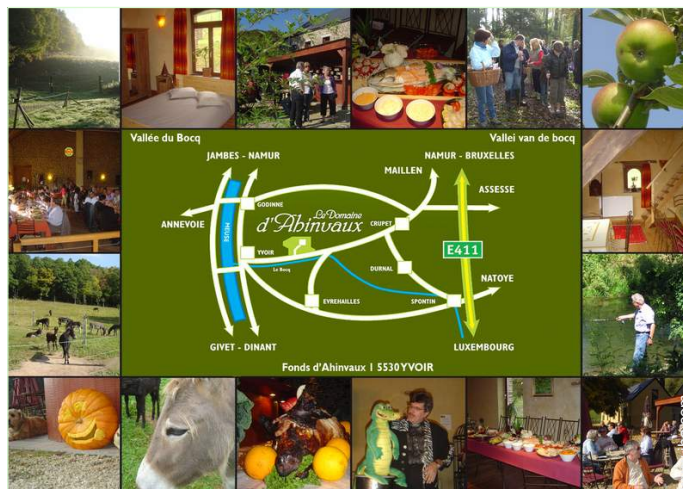 Vallée du Bocq
Vallei van de bocq
JAMBES - NAMUR
NAMUR - BRUXELLES
MAILLEN
ASSESSE
GODINNE
ANNEVOIE
Le Domaine
d'Ahinvaux
CRUPET
MEUSE
YVOIR
E411
Le Bocq
DURNAL
NATOYE
EYRENAILLES
SPONTIN
GIVET - DINANT
LUXEMBOURG
Fonds d'Ahinvaux I 5530 YVOIR